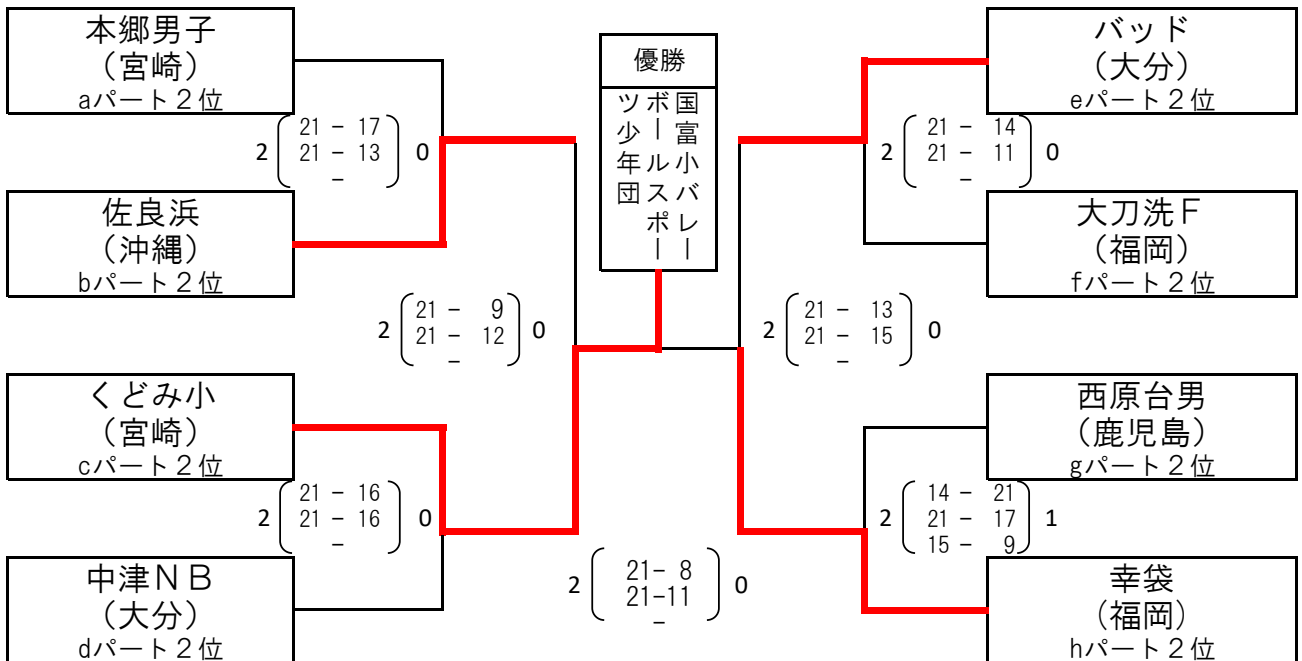 本郷男子
（宮崎）
aパート２位
2
21 － 17
21 － 13
－
0
佐良浜
（沖縄）
bパート２位
2
21 － 9
21 － 12
－
0
くどみ小
（宮崎）
cパート２位
2
21 － 16
21 － 16
－
0
中津ＮＢ
（大分）
dパート２位
優勝
国富小バレー
ボールスポー
ツ少年団
2
21－ 8
21－11
－
0
バッド
（大分）
eパート２位
2
21 － 14
21 － 11
－
0
大刀洗Ｆ
（福岡）
fパート２位
2
21 － 13
21 － 15
－
0
西原台男
（鹿児島）
gパート２位
2
14 － 21
21 － 17
15 － 9
1
幸袋
（福岡）
hパート２位